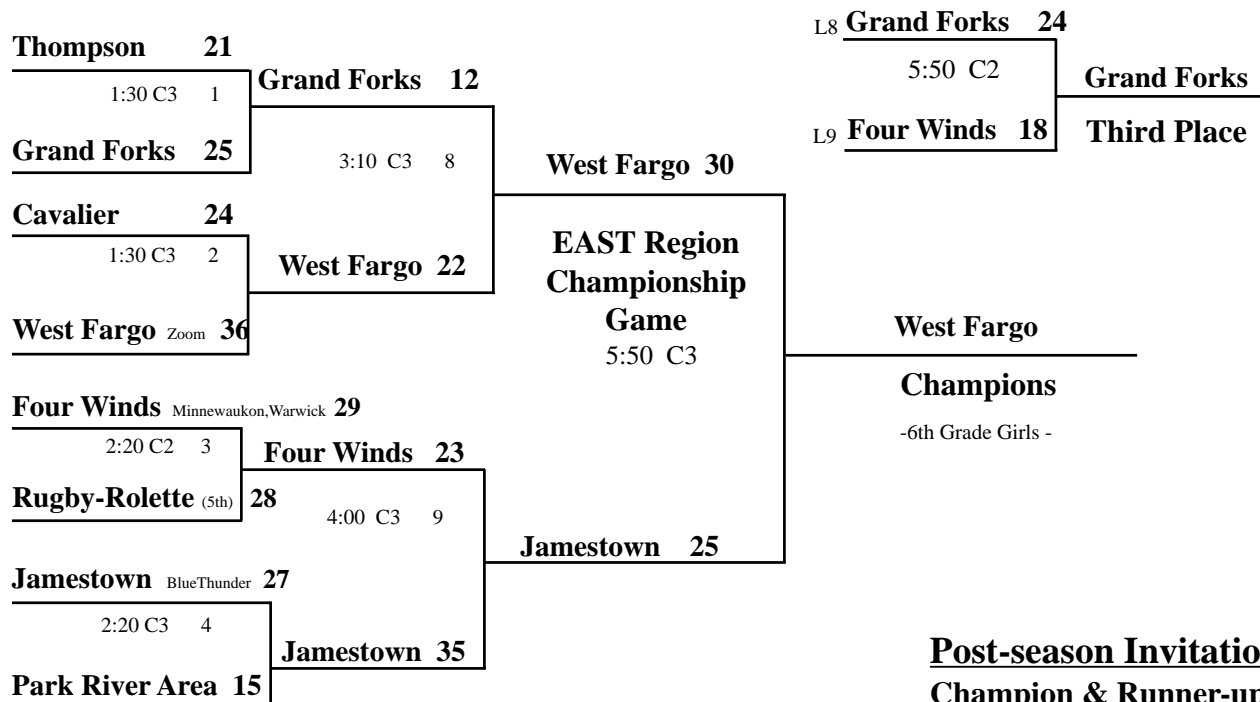 Thompson 21
1:30 C3 1
Grand Forks 25
Grand Forks 12
Cavalier 24
1:30 C3 2
West Fargo Zoom 36
3:10 C3 8
West Fargo 22
West Fargo 30
EAST Region
Championship
Game
5:50 C3
Four Winds Minnewaukon,Warwick 29
2:20 C2 3
Rugby-Rolette (5th) 28
Four Winds 23
Jamestown BlueThunder 27
2:20 C3 4
Park River Area 15
4:00 C3 9
Jamestown 35
Jamestown 25
L8 Grand Forks 24
5:50 C2
L9 Four Winds 18
Grand Forks
Third Place
West Fargo
Champions
-6th Grade Girls -
Post-season Invitatio
Champion & Runner-up